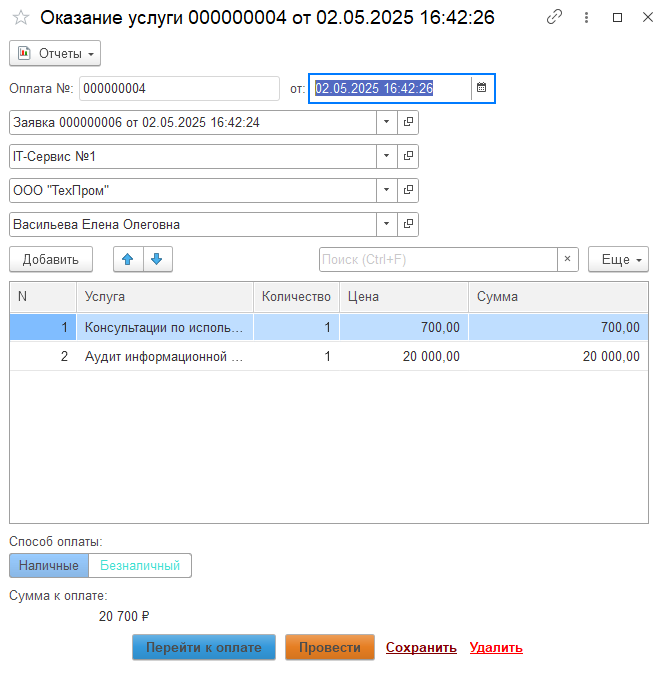 Оказание услуги 000000004 от 02.05.2025 16:42:26
Отчеты
Оплата №: 000000004 от: 02.05.2025 16:42:26
Заявка 000000006 от 02.05.2025 16:42:24
IT-Сервис №1
ООО "ТехПром"
Васильева Елена Олеговна
Добавить Поиск (Ctrl+F) × Еще
N Услуга Количество Цена Сумма
1 Консультации по исполь... 1 700,00 700,00
2 Аудит информационной ... 1 20 000,00 20 000,00
Способ оплаты:
Наличные Безналичный
Сумма к оплате:
20 700 ₽
Перейти к оплате Провести Сохранить Удалить